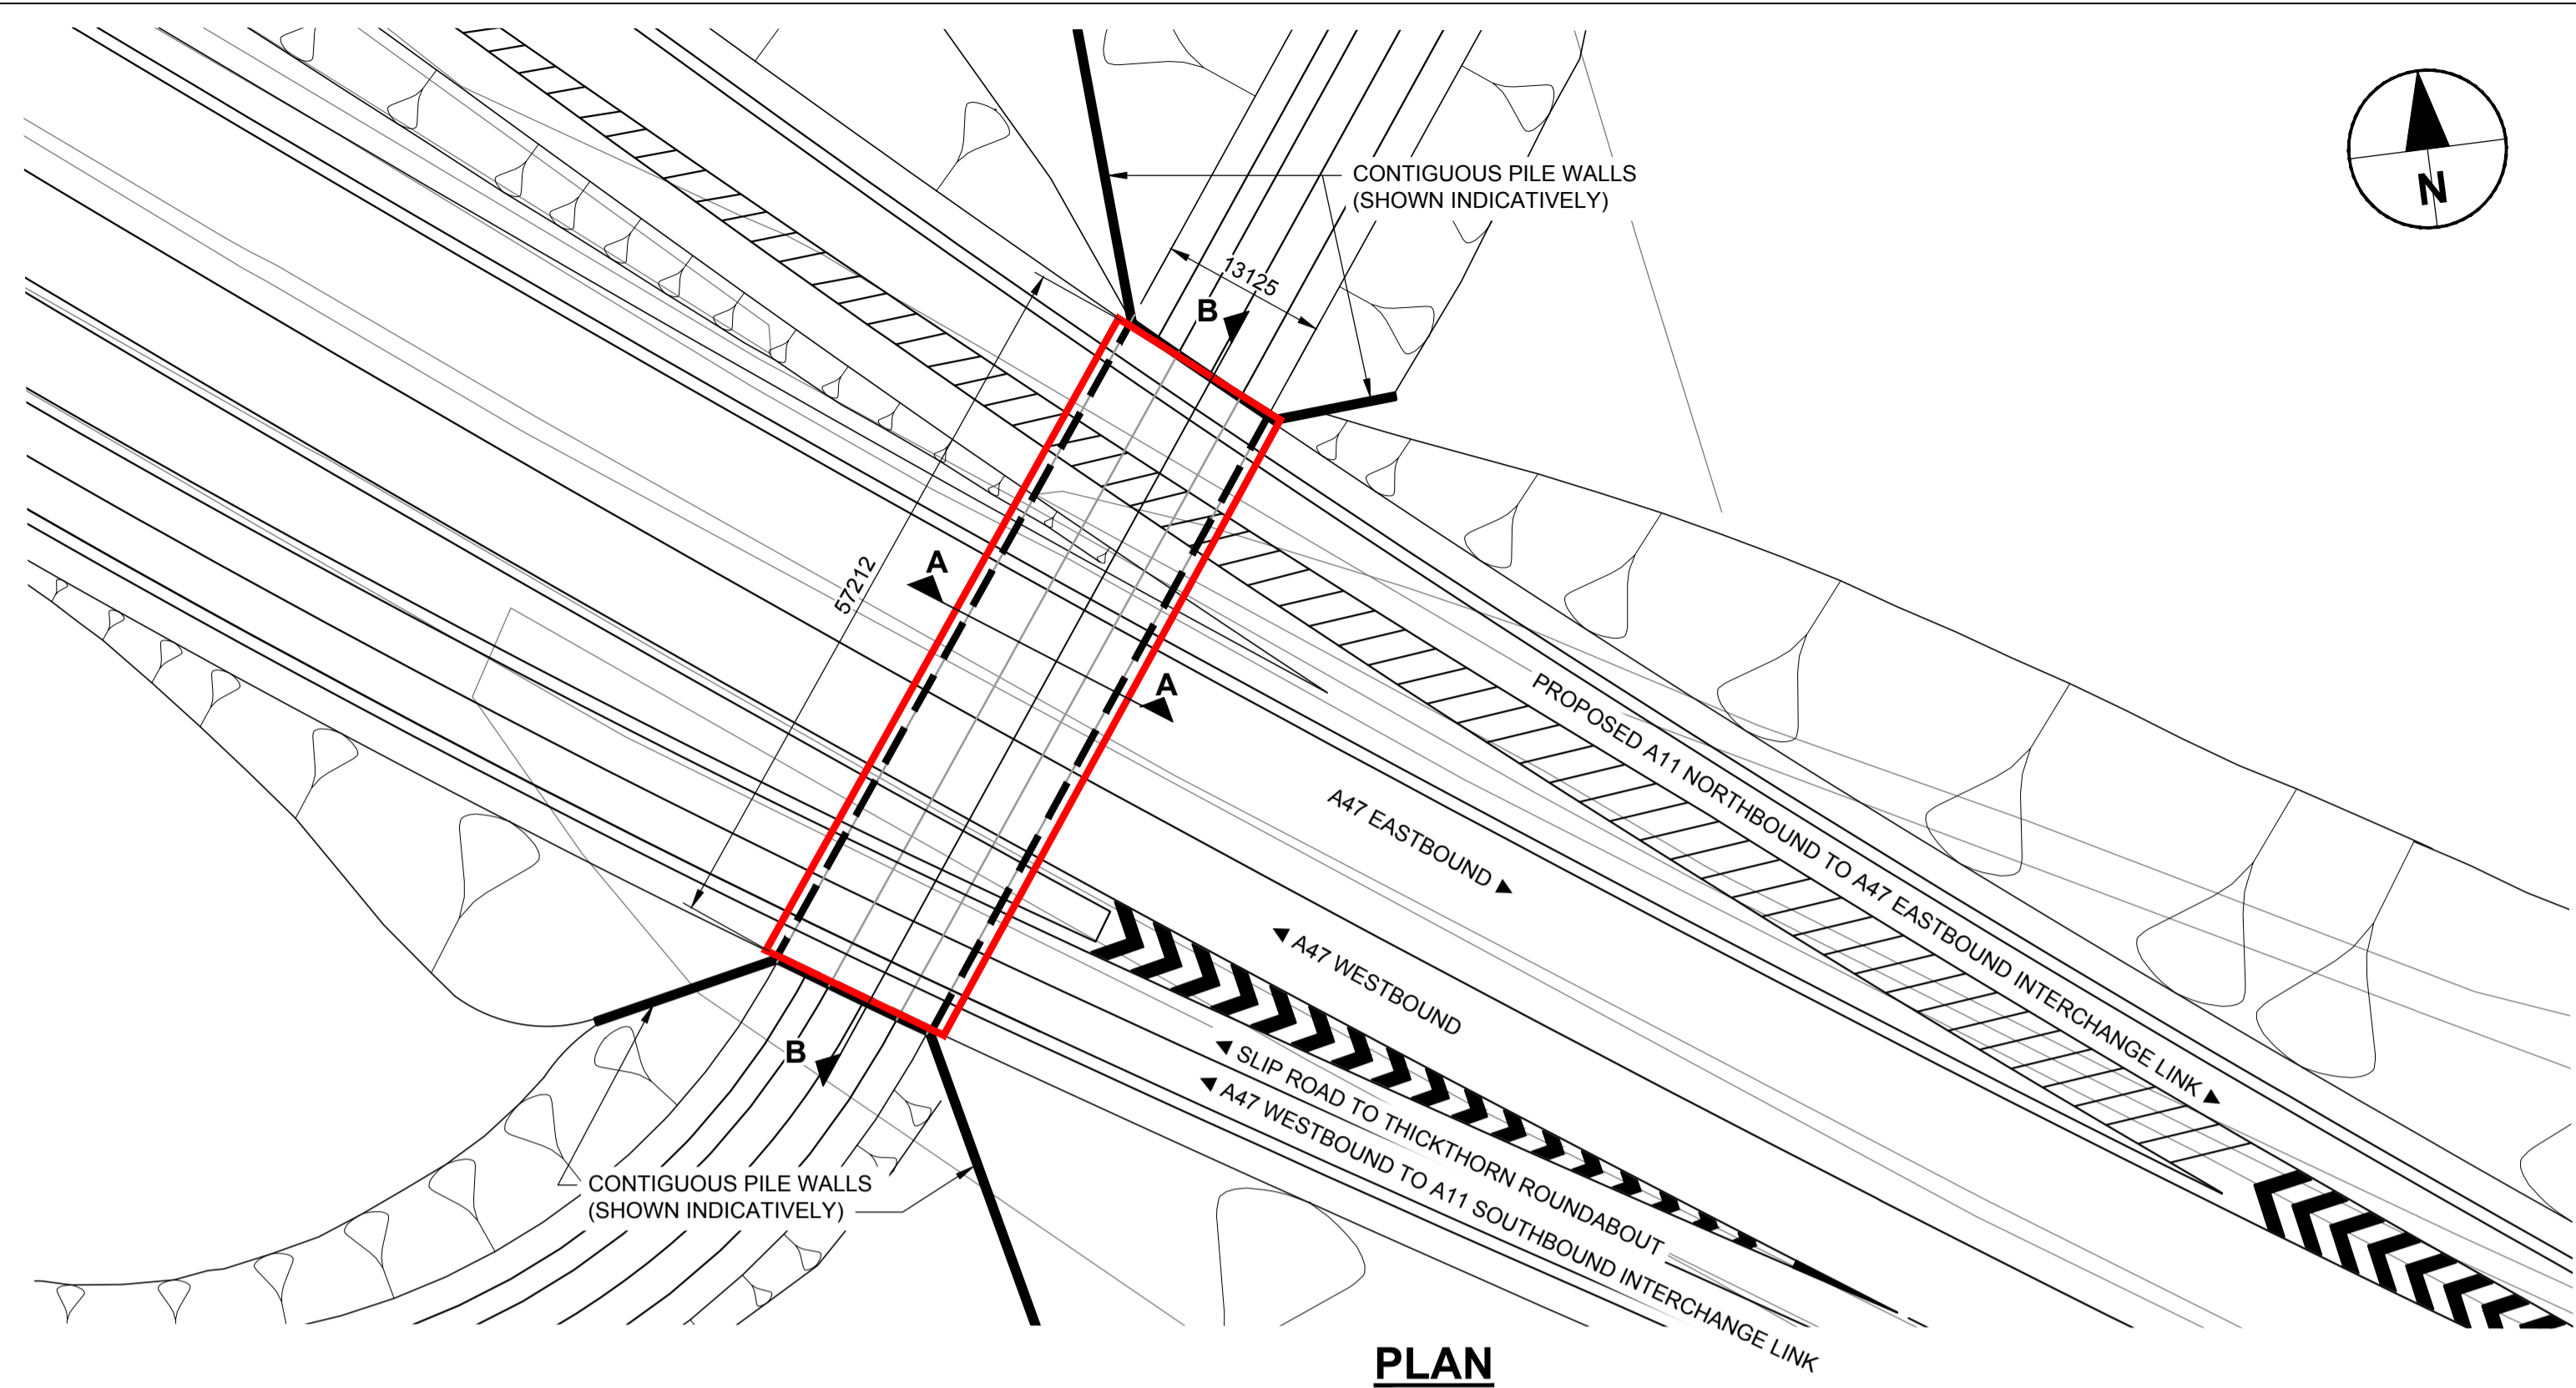 CONTIGUOUS PILE WALLS
(SHOWN INDICATIVELY)
N
13125
B
57212
A
A
PROPOSED A11 NORTHBOUND TO A47 EASTBOUND INTERCHANGE LINK
A47 EASTBOUND
A47 WESTBOUND
SLIP ROAD TO THICKTHORN ROUNDABOUT
A47 WESTBOUND TO A11 SOUTHBOUND INTERCHANGE LINK
B
CONTIGUOUS PILE WALLS
(SHOWN INDICATIVELY)
PLAN